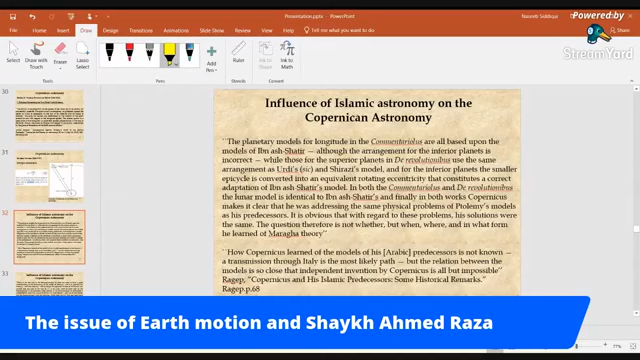 Presentation.pptx - PowerPoint
Naseeb Siddiqui
Powered by
StreamYard
File
Home
Insert
Draw
Design
Transitions
Animations
Slide Show
Review
View
Help
Tell me what you want to do
Select
Draw with
Touch
Eraser
Lasso
Select
Add
Pen
Ruler
Ink to
Shape
Ink to
Math
Tools
Pens
Convert
30
31
32
33
Influence of Islamic astronomy on the
Copernican Astronomy
``The planetary models for longitude in the Commentariolus are all based upon the
models of Ibn ash-Shatir — although the arrangement for the inferior planets is
incorrect — while those for the superior planets in De revolutionibus use the same
arrangement as Urdi's (sic) and Shirazi's model, and for the inferior planets the smaller
epicycle is converted into an equivalent rotating eccentricity that constitutes a correct
adaptation of Ibn ash-Shatir's model. In both the Commentariolus and De revolutionibus
the lunar model is identical to Ibn ash-Shatir's and finally in both works Copernicus
makes it clear that he was addressing the same physical problems of Ptolemy's models
as his predecessors. It is obvious that with regard to these problems, his solutions were
the same. The question therefore is not whether, but when, where, and in what form
he learned of Maragha theory''
``How Copernicus learned of the models of his [Arabic] predecessors is not known –
a transmission through Italy is the most likely path – but the relation between the
models is so close that independent invention by Copernicus is all but impossible''
Ragep, "Copernicus and His Islamic Predecessors: Some Historical Remarks."
Ragep,p.68
The issue of Earth motion and Shaykh Ahmed Raza
77%